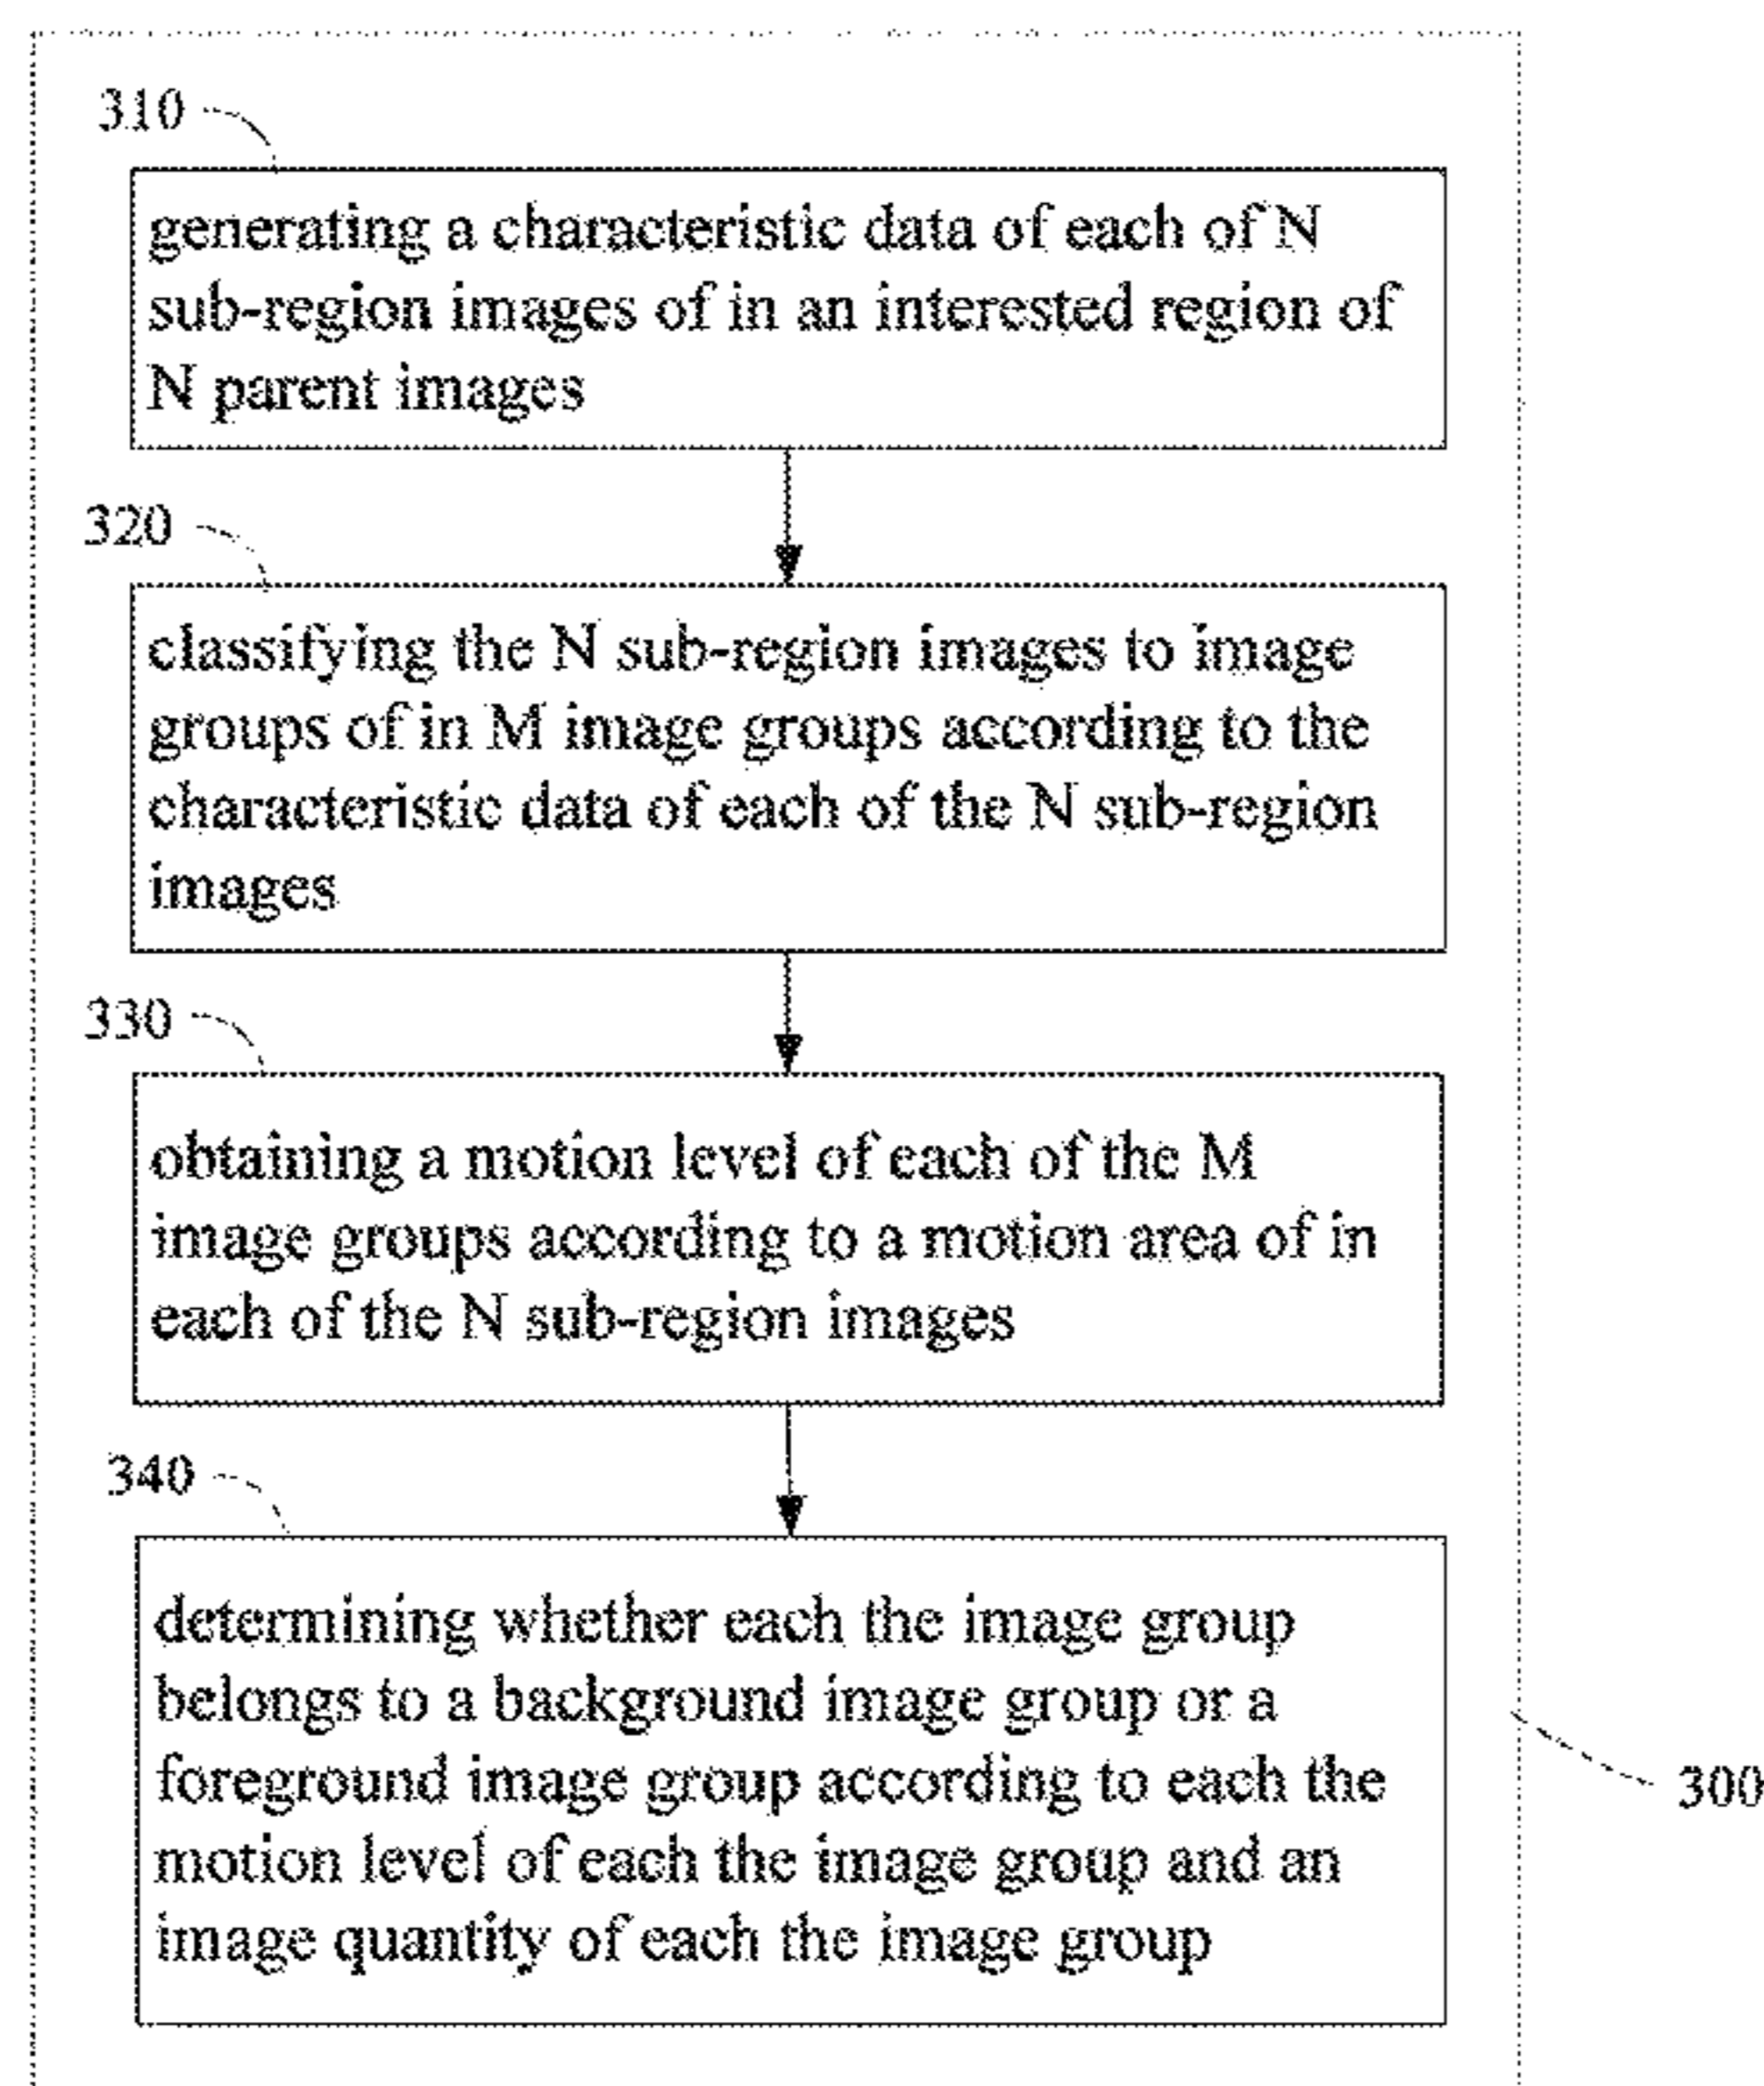 310
generating a characteristic data of each of N
sub-region images of in an interested region of
N parent images
320
classifying the N sub-region images to image
groups of in M image groups according to the
characteristic data of each of the N sub-region
images
330
obtaining a motion level of each of the M
image groups according to a motion area of in
each of the N sub-region images
340
determining whether each the image group
belongs to a background image group or a
foreground image group according to each the
motion level of each the image group and an
image quantity of each the image group
300